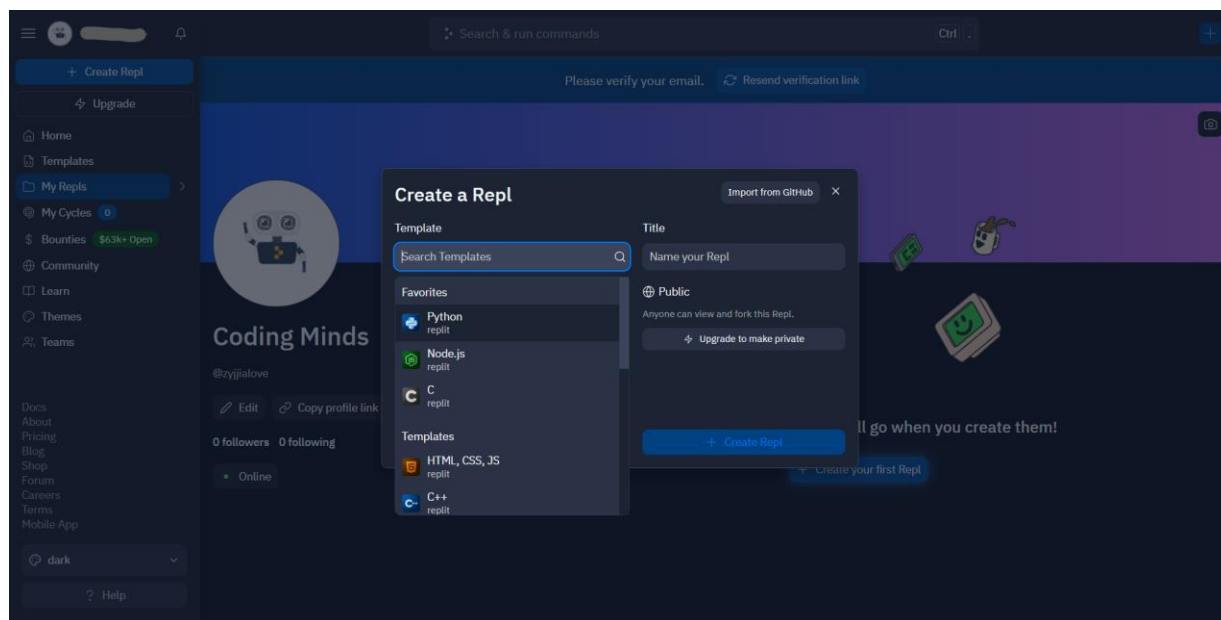 Search & run commands
Ctrl .
+ Create Repl
Upgrade
Home
Templates
My Repls
My Cycles 0
$ Bounties $63k+ Open
Community
Learn
Themes
Teams
Docs
About
Pricing
Blog
Shop
Forum
Careers
Terms
Mobile App
dark
? Help
Please verify your email. Resend verification link
Coding Minds
@zyjjialove
Edit Copy profile link
0 followers 0 following
Online
Create a Repl
Import from GitHub ×
Template
Search Templates
Favorites
Python
replit
Node.js
replit
C
replit
Templates
HTML, CSS, JS
replit
C++
replit
Title
Name your Repl
Public
Anyone can view and fork this Repl.
Upgrade to make private
+ Create Repl
ll go when you create them!
+ Create your first Repl